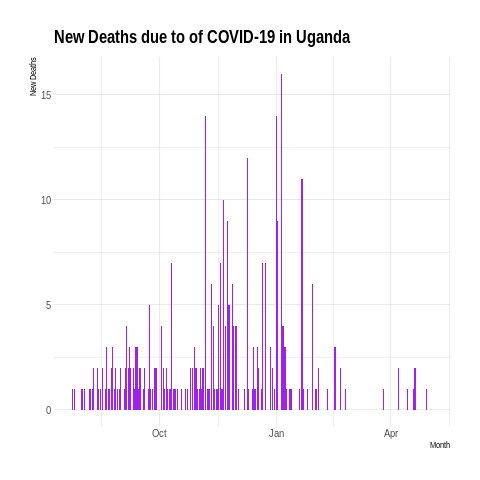 New Deaths due to of COVID-19 in Uganda
New Deaths
15
10
5
0
Oct Jan Apr
Month